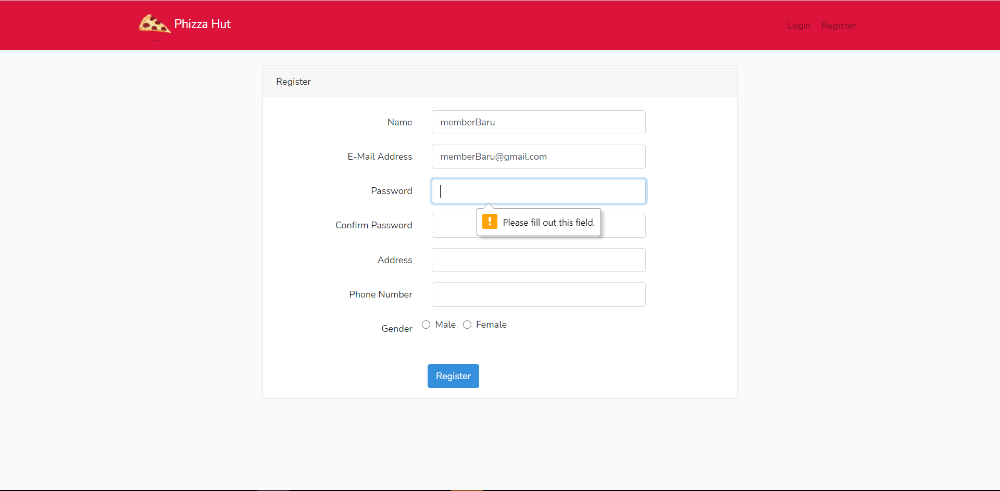 Phizza Hut
Login Register
Register
Name memberBaru
E-Mail Address memberBaru@gmail.com
Password
Please fill out this field.
Confirm Password
Address
Phone Number
Gender Male Female
Register